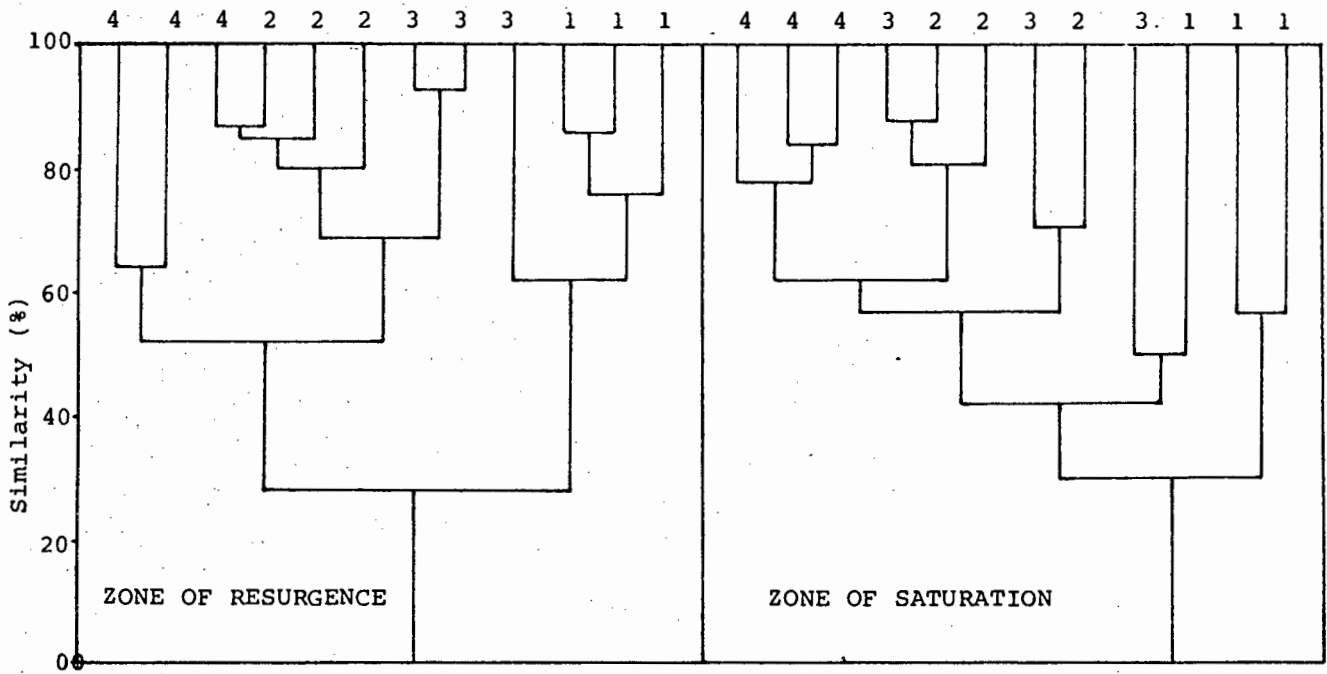 4 4 4 2 2 2 3 3 3 1 1 1 4 4 4 3 2 2 3 2 3. 1 1 1
100
80
60
40
20
0
Similarity (%)
ZONE OF RESURGENCE
ZONE OF SATURATION